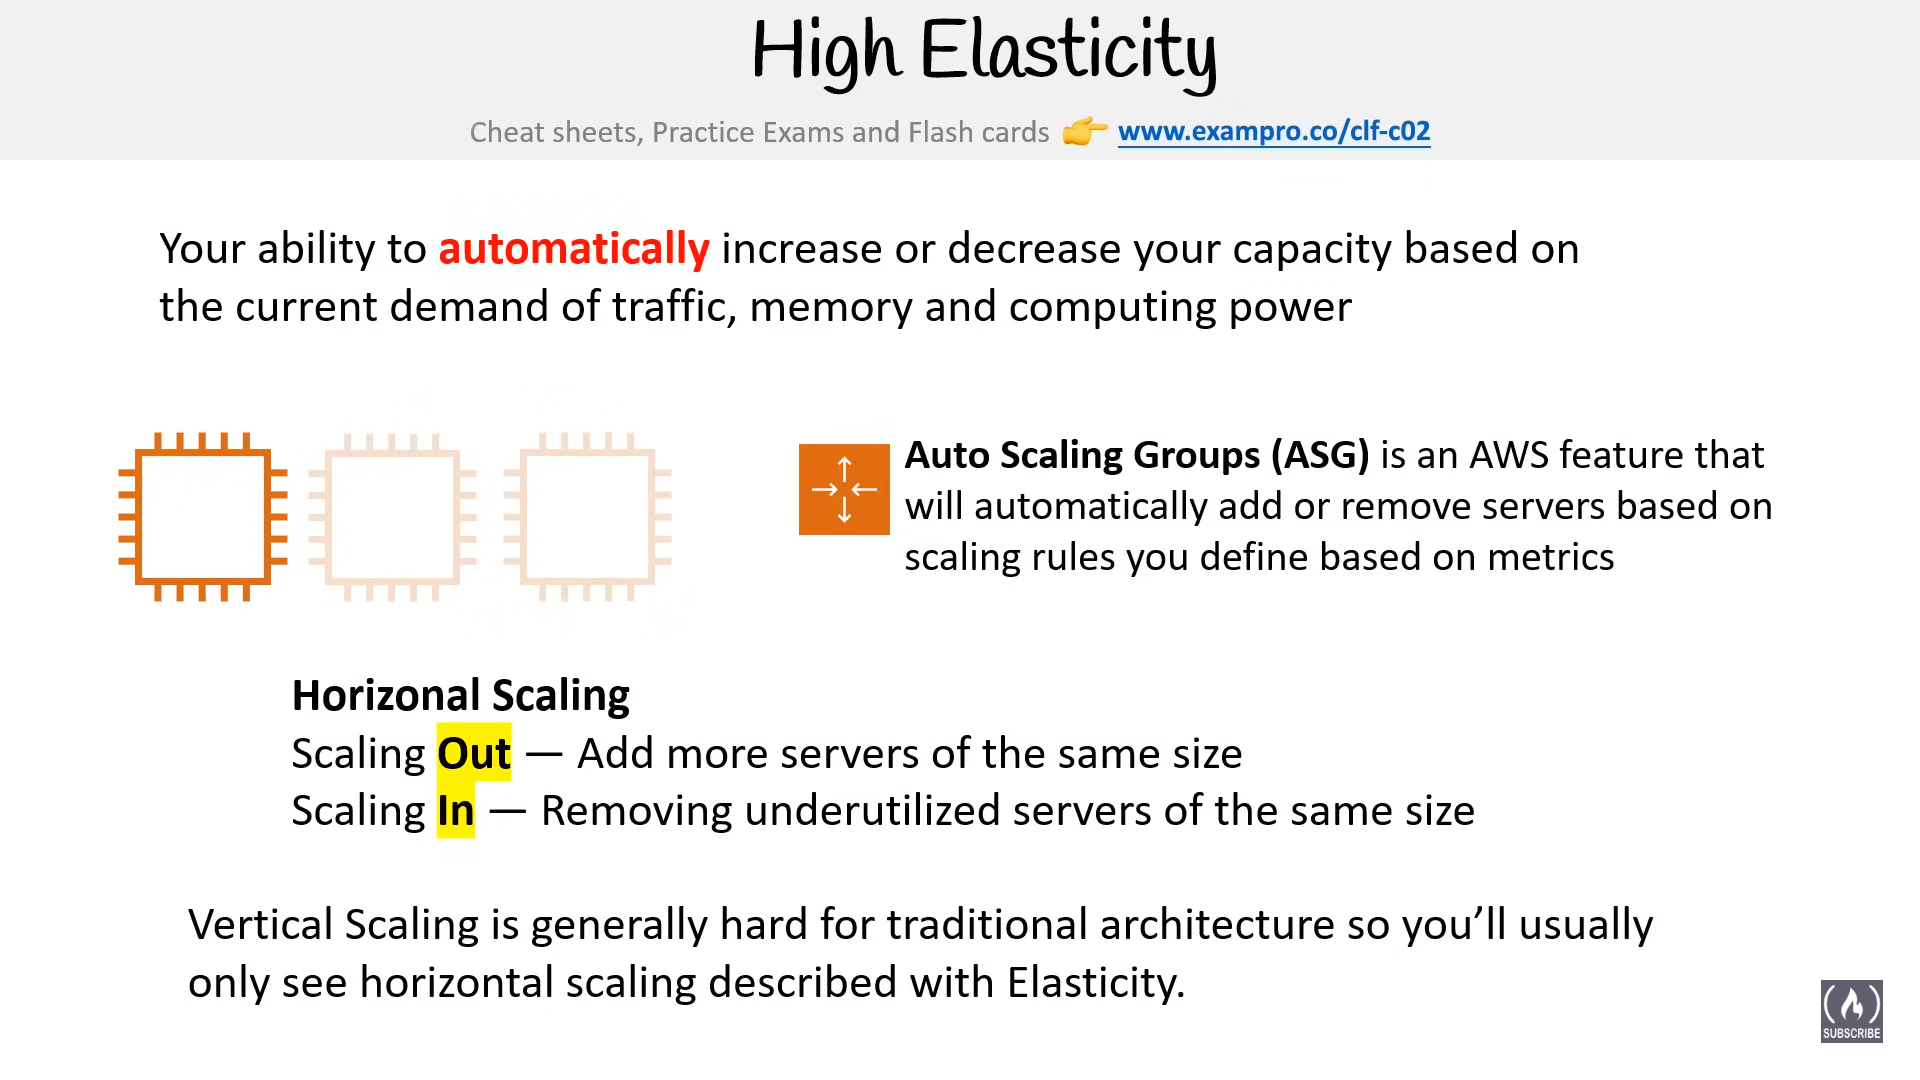 High Elasticity
Cheat sheets, Practice Exams and Flash cards 👉 www.exampro.co/clf-c02
Your ability to automatically increase or decrease your capacity based on
the current demand of traffic, memory and computing power
Auto Scaling Groups (ASG) is an AWS feature that
will automatically add or remove servers based on
scaling rules you define based on metrics
Horizonal Scaling
Scaling Out — Add more servers of the same size
Scaling In — Removing underutilized servers of the same size
Vertical Scaling is generally hard for traditional architecture so you’ll usually
only see horizontal scaling described with Elasticity.
SUBSCRIBE